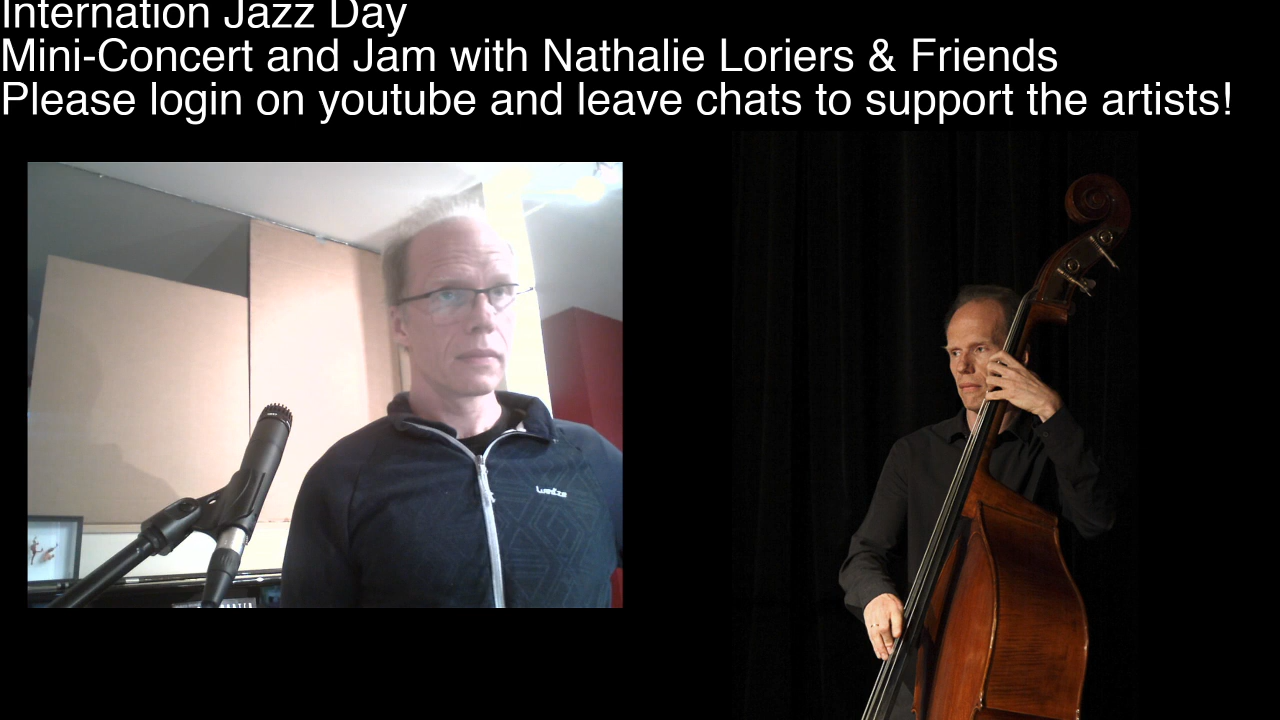 Internation Jazz Day
Mini-Concert and Jam with Nathalie Loriers & Friends
Please login on youtube and leave chats to support the artists!